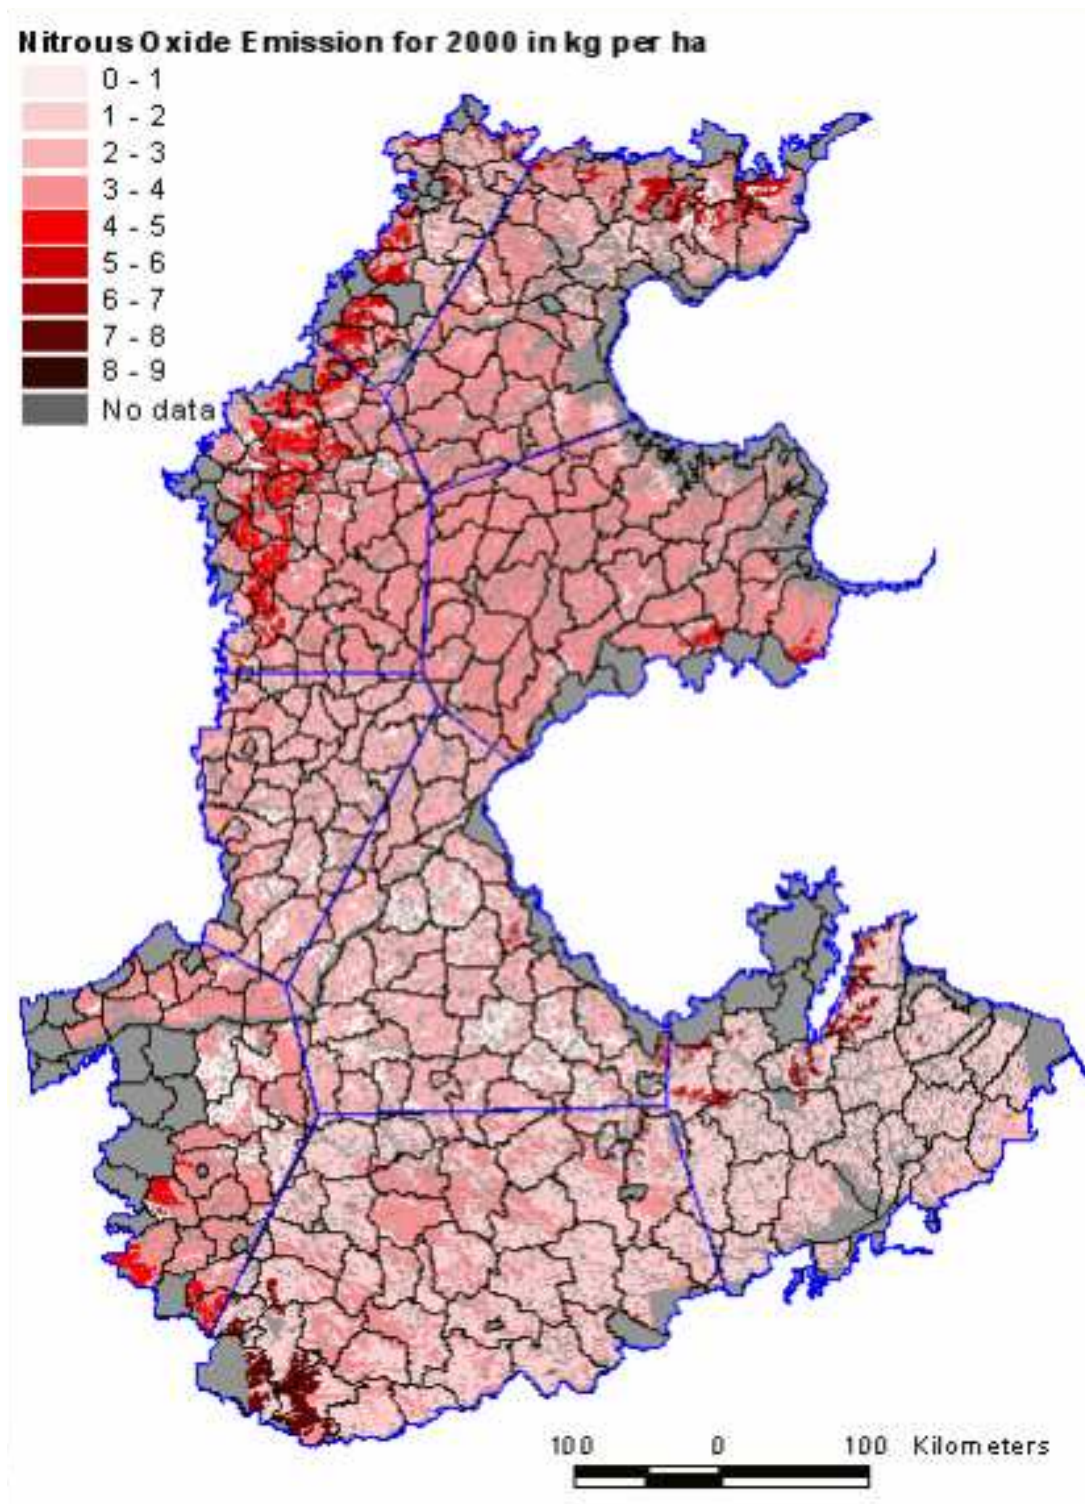 Nitrous Oxide Emission for 2000 in kg per ha
0 - 1
1 - 2
2 - 3
3 - 4
4 - 5
5 - 6
6 - 7
7 - 8
8 - 9
No data
100 0 100 Kilometers